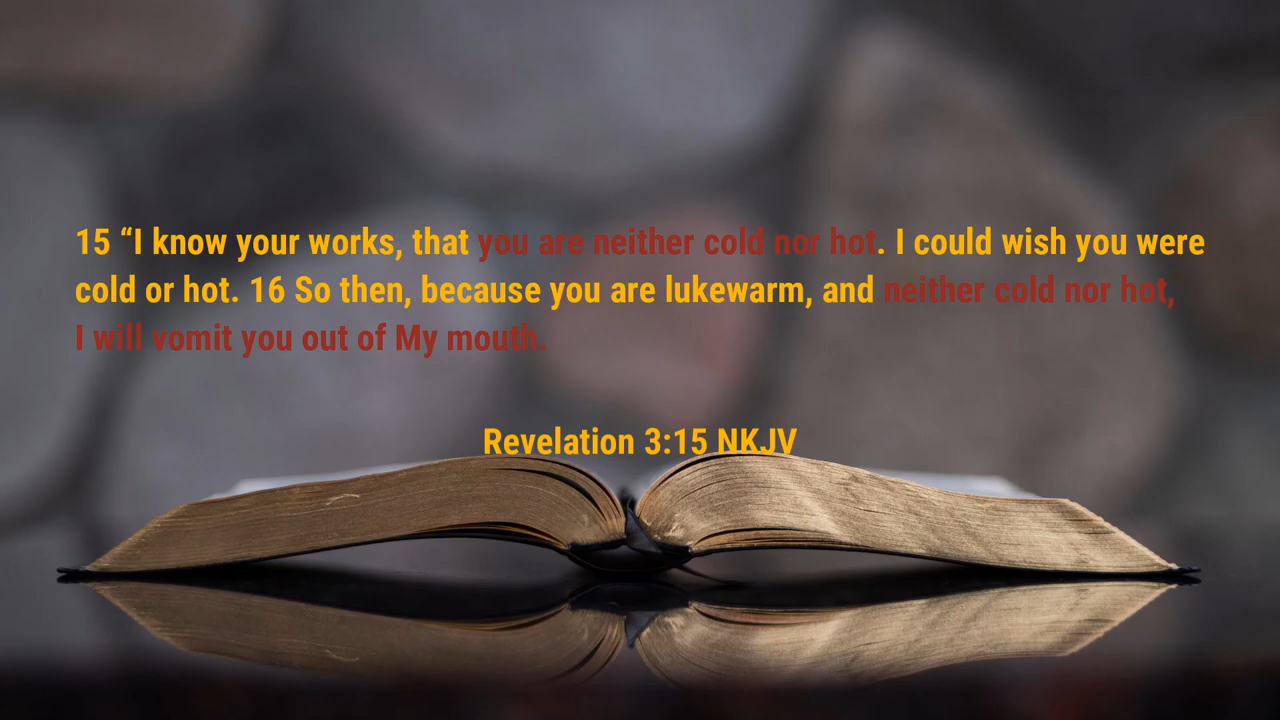 15 “I know your works, that you are neither cold nor hot. I could wish you were
cold or hot. 16 So then, because you are lukewarm, and neither cold nor hot,
I will vomit you out of My mouth.
Revelation 3:15 NKJV